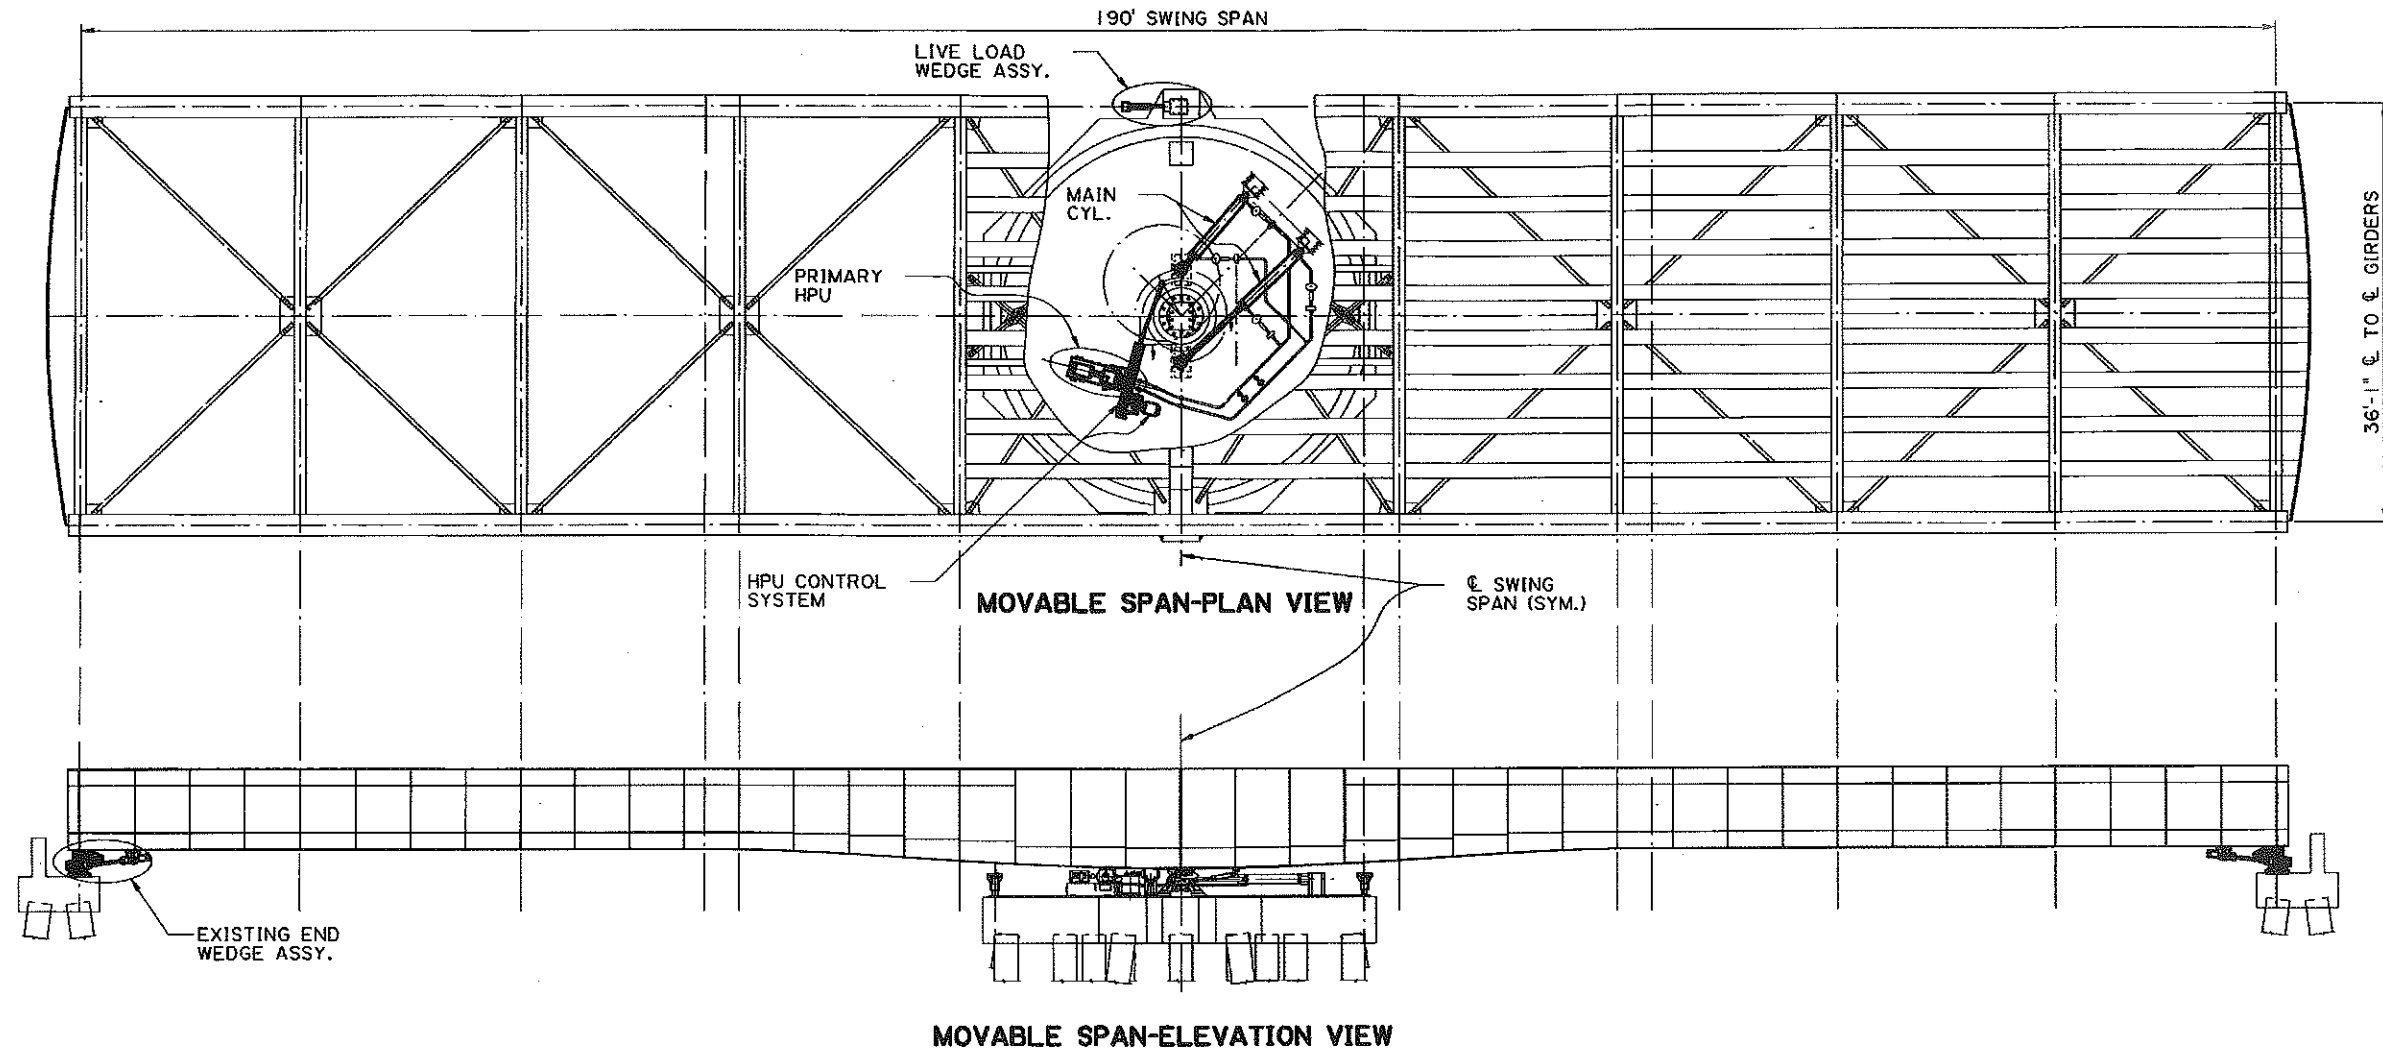 190' SWING SPAN
LIVE LOAD
WEDGE ASSY.
MAIN
CYL.
PRIMARY
HPU
36'-1" ℄ TO ℄ GIRDERS
HPU CONTROL
SYSTEM
MOVABLE SPAN-PLAN VIEW
℄ SWING
SPAN (SYM.)
EXISTING END
WEDGE ASSY.
MOVABLE SPAN-ELEVATION VIEW